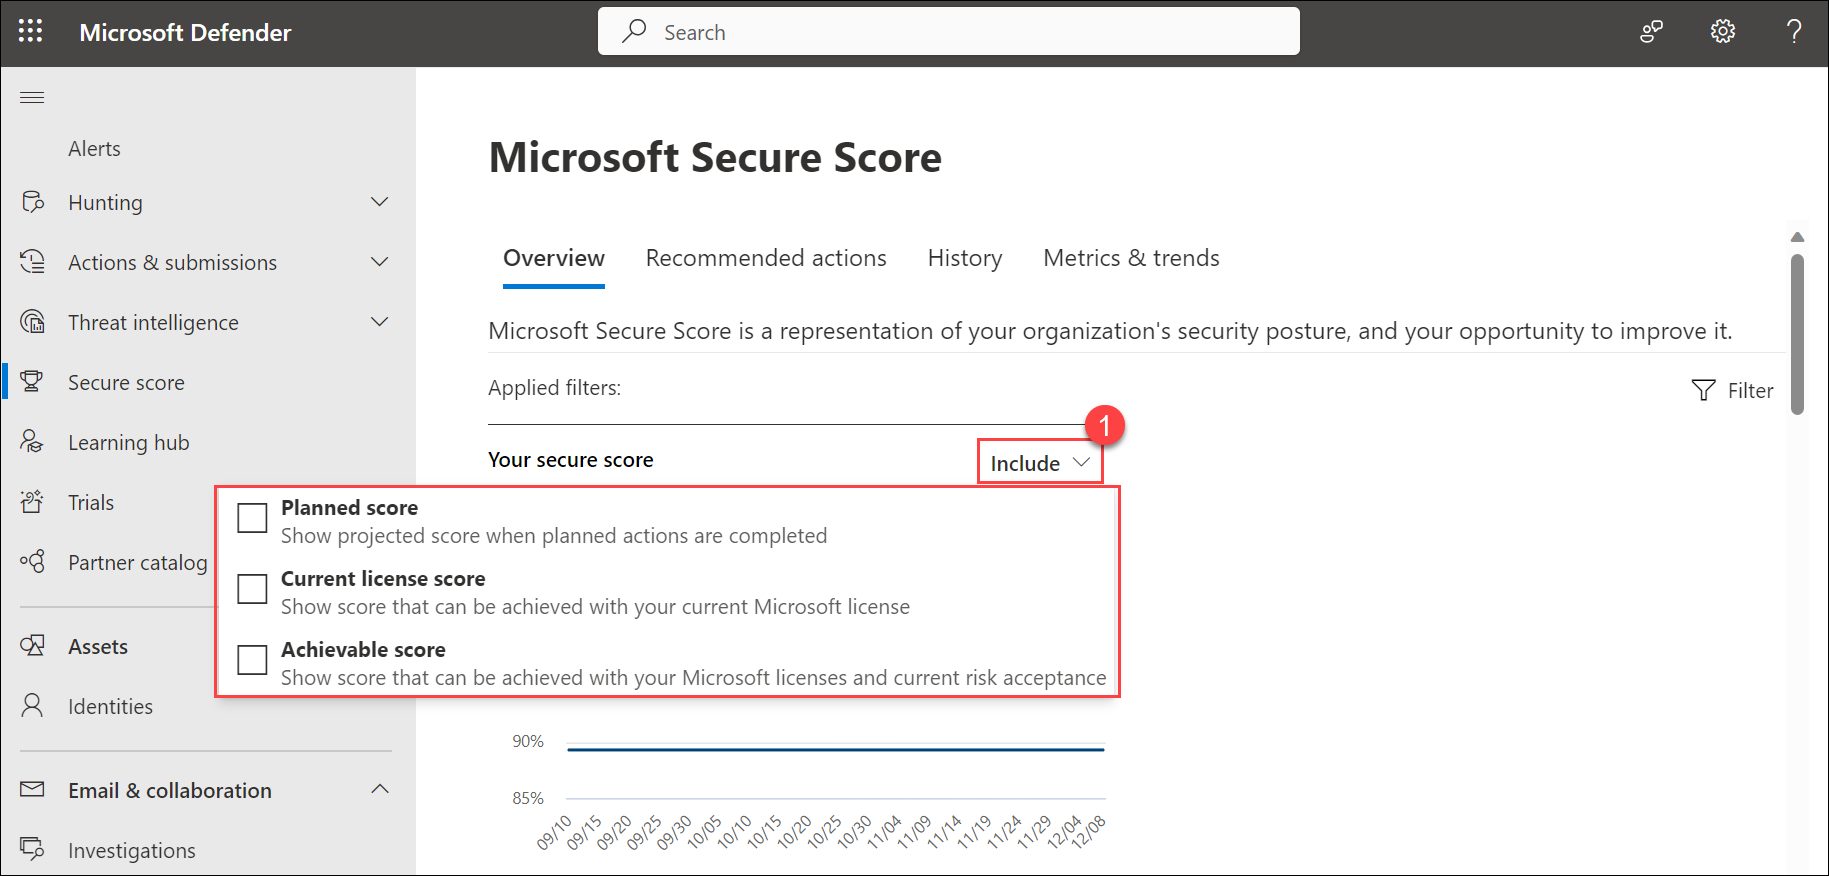 Microsoft Defender
Search
?
Alerts
Hunting
Actions & submissions
Threat intelligence
Secure score
Learning hub
Trials
Partner catalog
Assets
Identities
Email & collaboration
Investigations
Microsoft Secure Score
Overview
Recommended actions
History
Metrics & trends
Microsoft Secure Score is a representation of your organization's security posture, and your opportunity to improve it.
Applied filters:
Filter
1
Your secure score
Include
Planned score
Show projected score when planned actions are completed
Current license score
Show score that can be achieved with your current Microsoft license
Achievable score
Show score that can be achieved with your Microsoft licenses and current risk acceptance
90%
85%
09/10
09/15
09/20
09/25
09/30
10/05
10/10
10/15
10/20
10/25
10/30
11/04
11/09
11/14
11/19
11/24
11/29
12/04
12/08